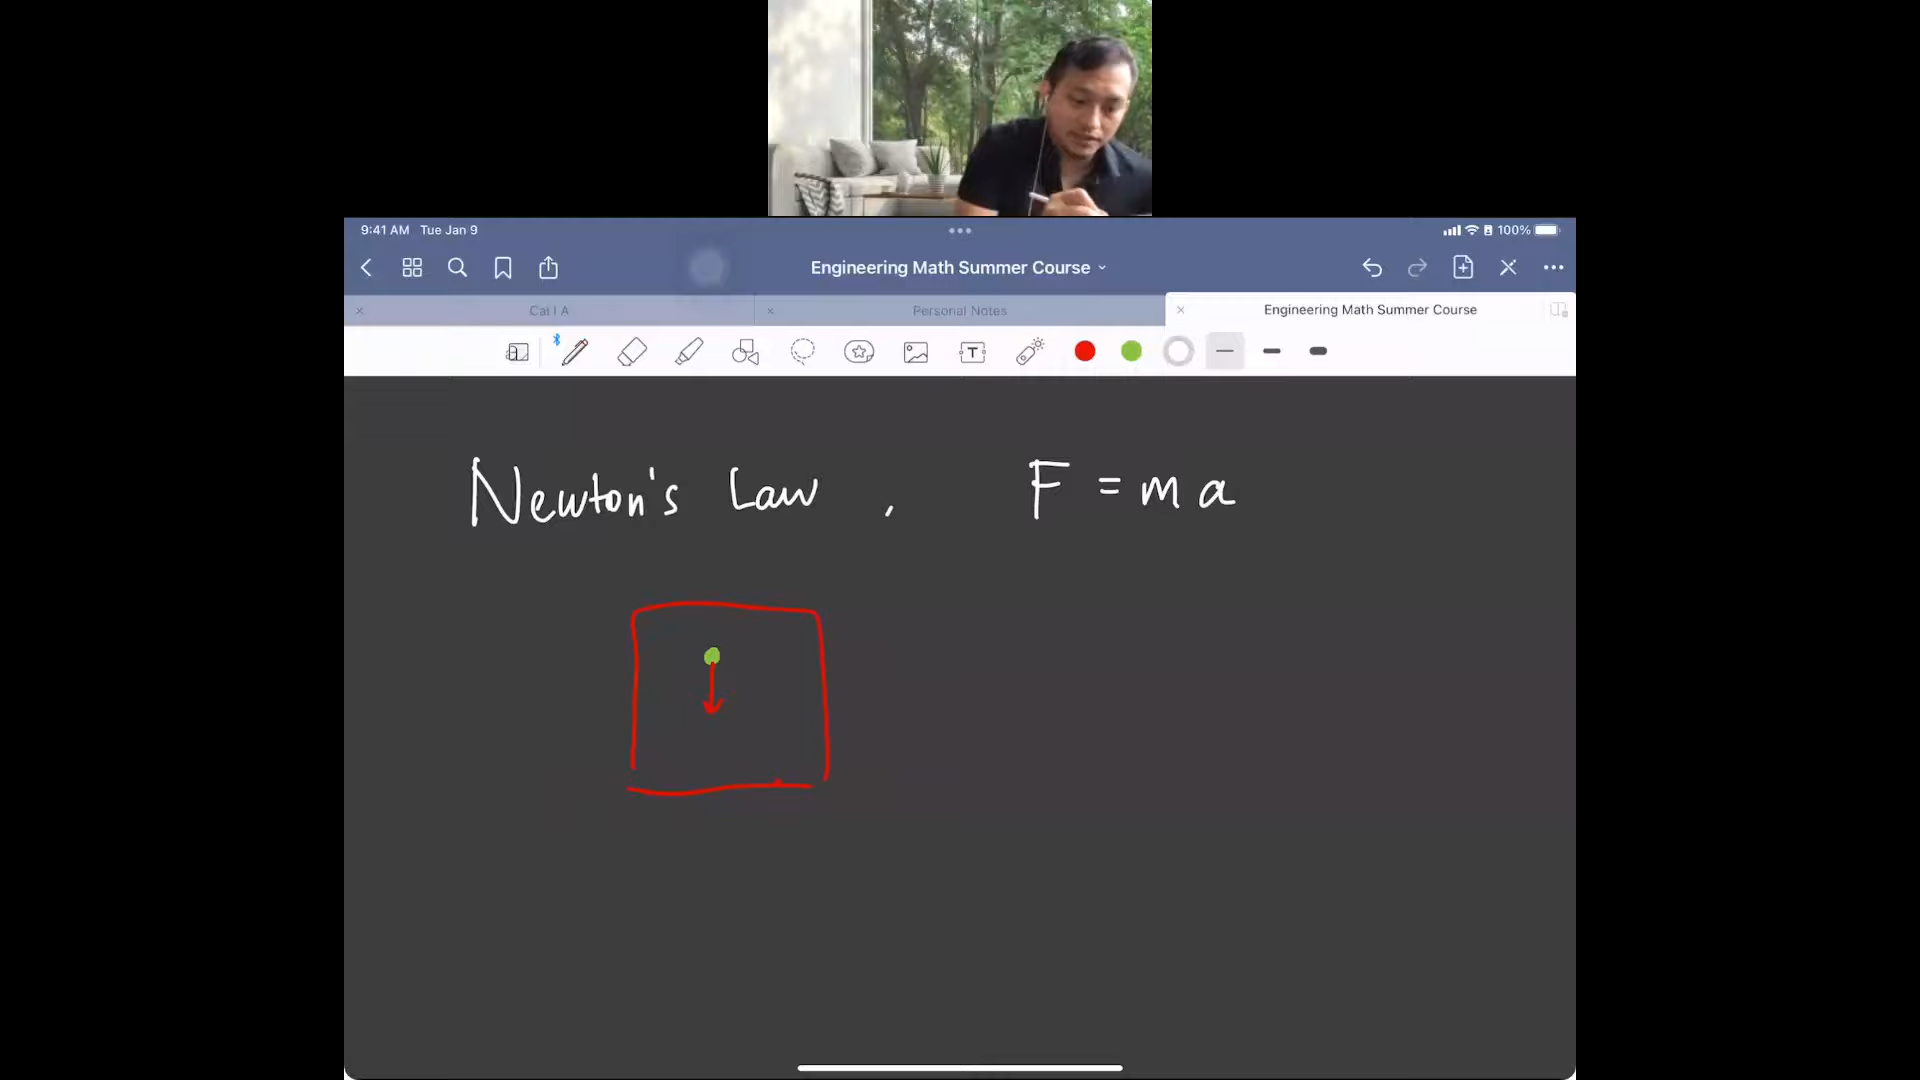 9:41 AM Tue Jan 9 100%
Engineering Math Summer Course
Cal I A Personal Notes Engineering Math Summer Course
T
Newton's Law , F = ma